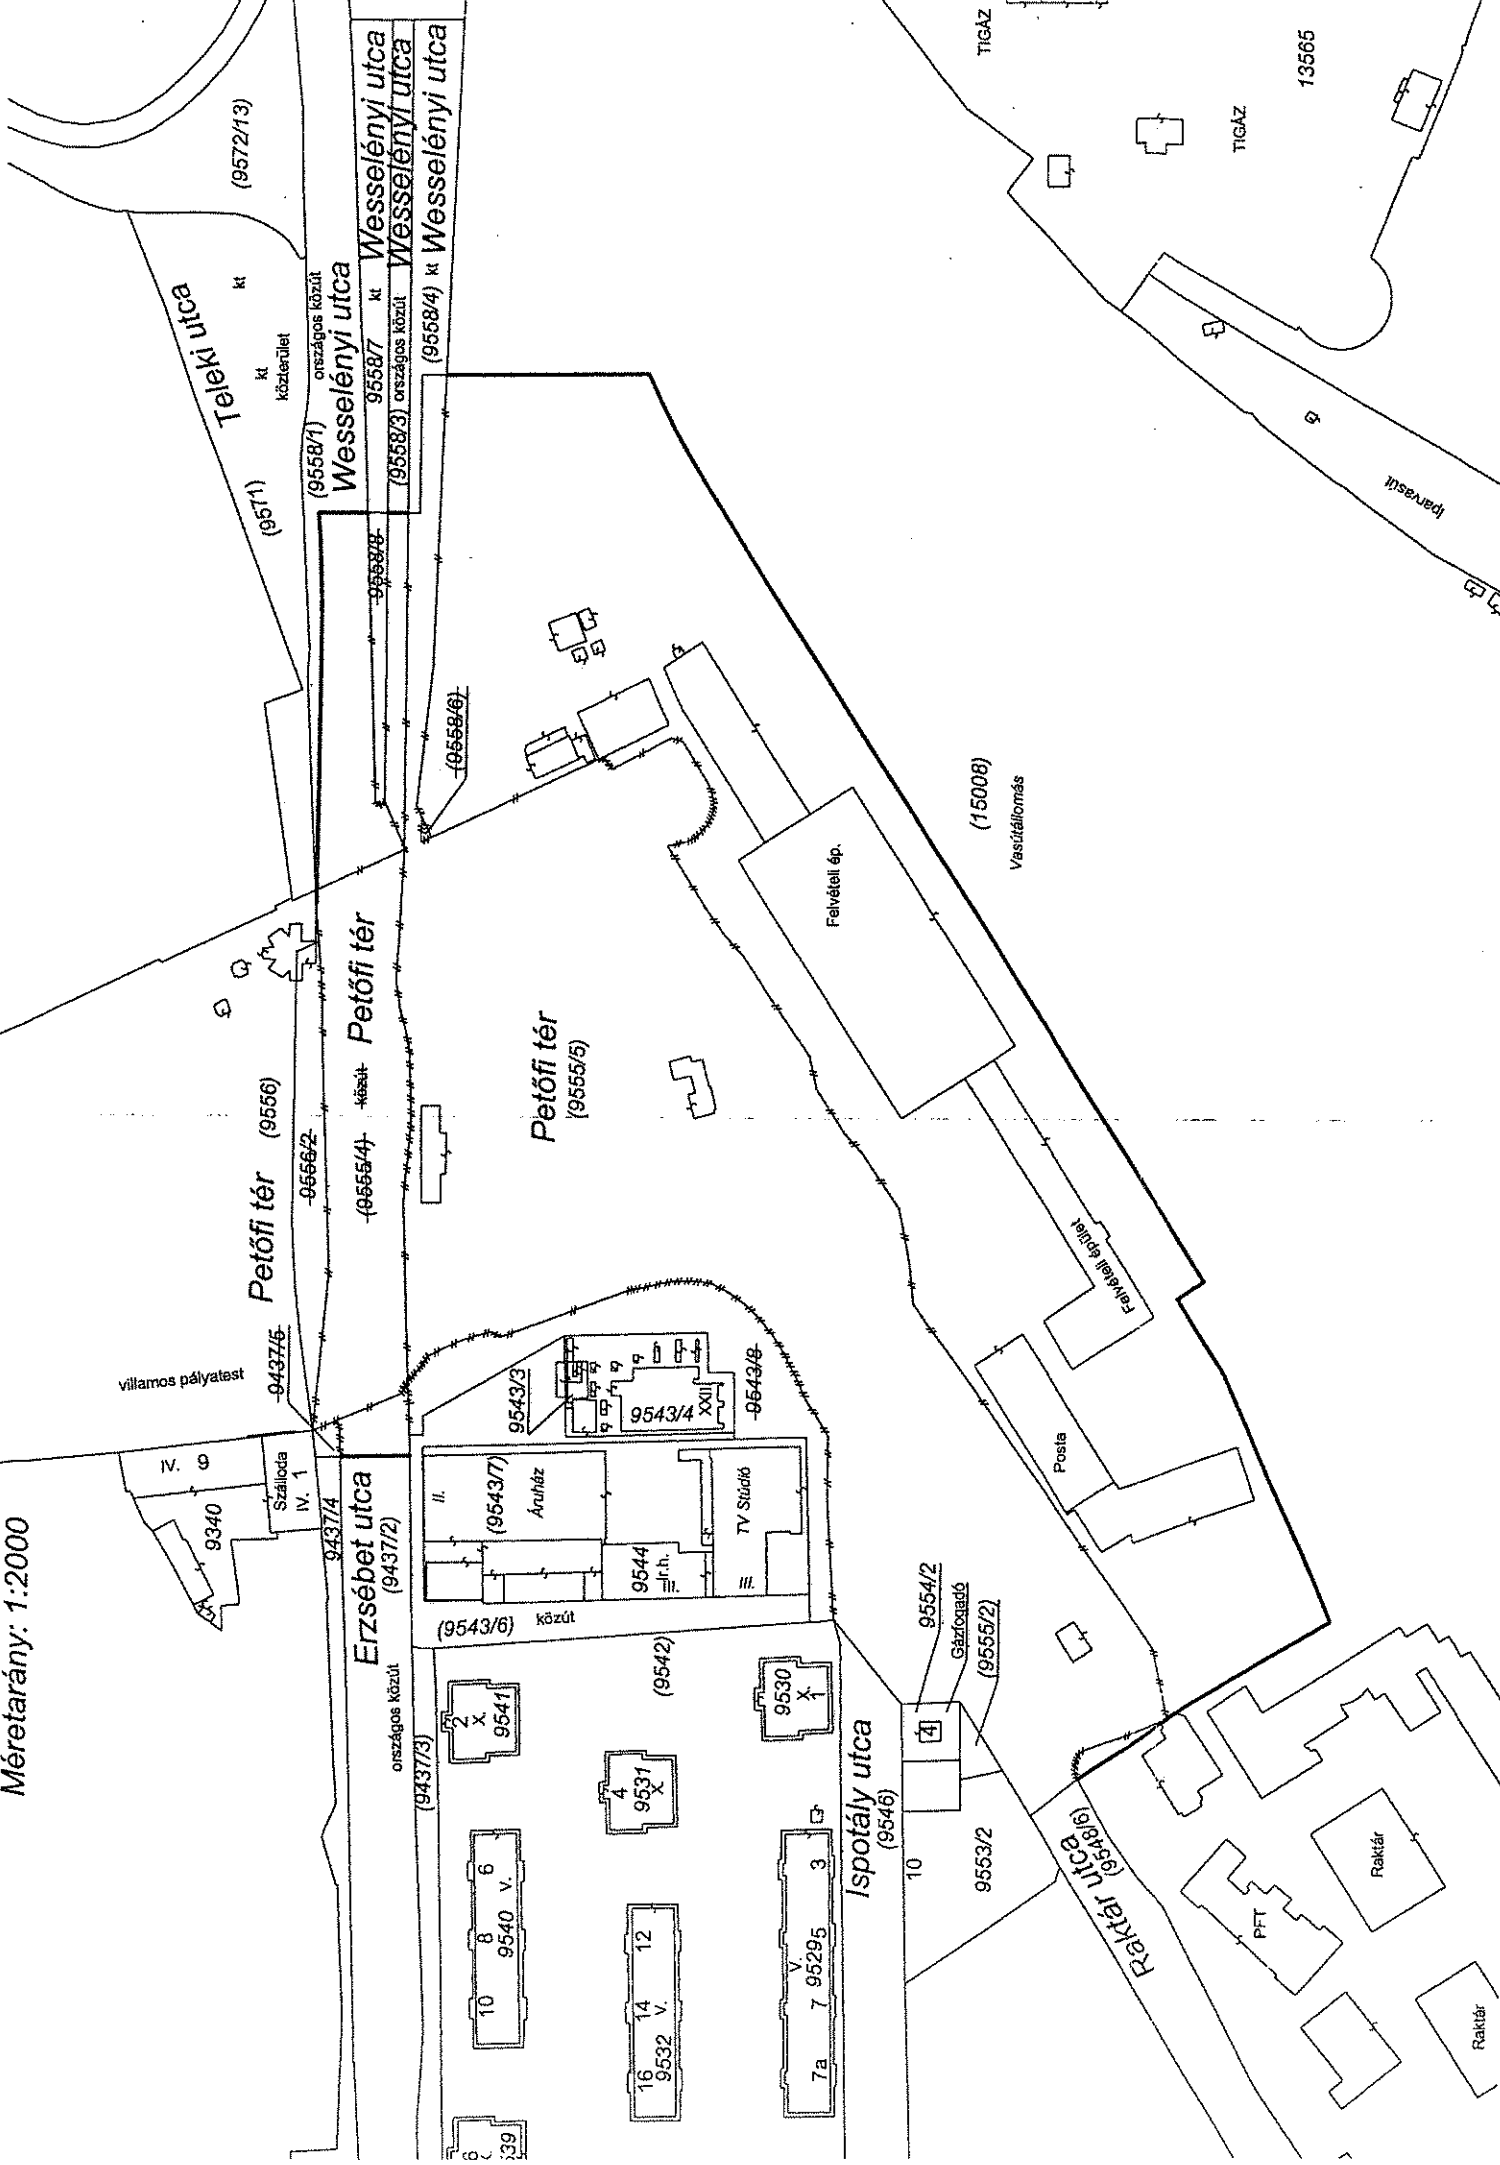 Méretarány: 1:2000
TIGÁZ
13565
TIGÁZ
(9572/13)
Wesselényi utca
Wesselényi utca
Wesselényi utca
kt
(9558/4)
kt
9558/7
országos közút
(9558/3)
országos közút
Wesselényi utca
(9558/1)
Teleki utca
kt
kt
közterület
(9571)
Iparvasút
9558/8
(9558/6)
(15008)
Vasútállomás
Felvételi ép.
Petőfi tér
közút
(9555/4)
Petőfi tér
(9555/5)
Petőfi tér
(9556)
9556/2
Felvételi épület
9437/5
villamos pályatest
9543/3
9543/4
XXII
9543/8
IV. 9
Szálloda
IV. 1
9340
9437/4
Erzsébet utca
(9437/2)
országos közút
(9437/3)
II.
(9543/7)
Áruház
TV Stúdió
III.
9544
Ir.h.
III.
(9543/6)
közút
(9542)
Posta
9554/2
Gázfogadó
(9555/2)
4
2
X.
9541
9530
X.
1
4
9531
X
Ispotály utca
(9546)
10
9553/2
Raktár utca
(9548/6)
Raktár
PFT
Raktár
6
V.
8
9540
10
12
14
V.
16
9532
3
5
V.
9529
7
7a